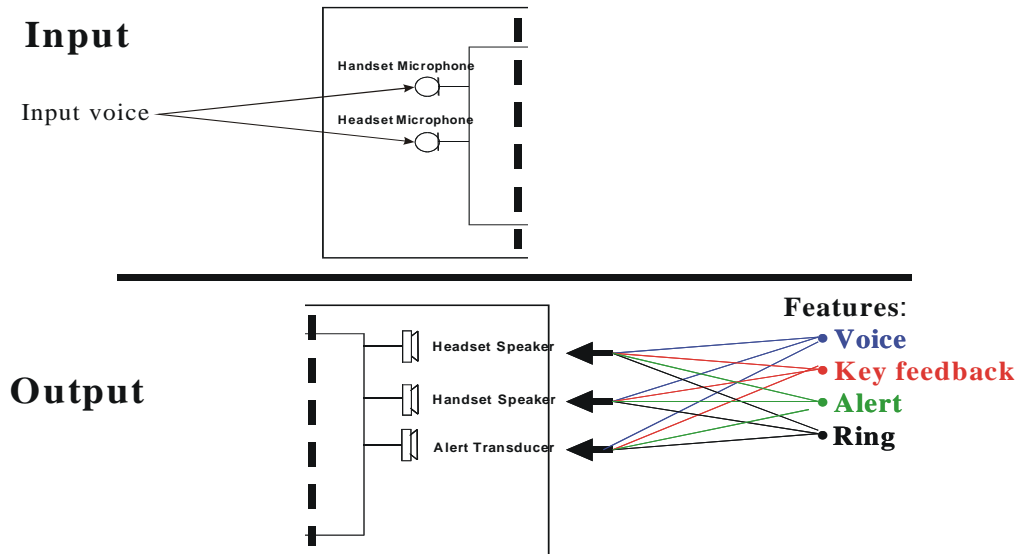 Input
Handset Microphone
Input voice
Headset Microphone
Features:
Headset Speaker
Voice
Key feedback
Output
Handset Speaker
Alert
Alert Transducer
Ring